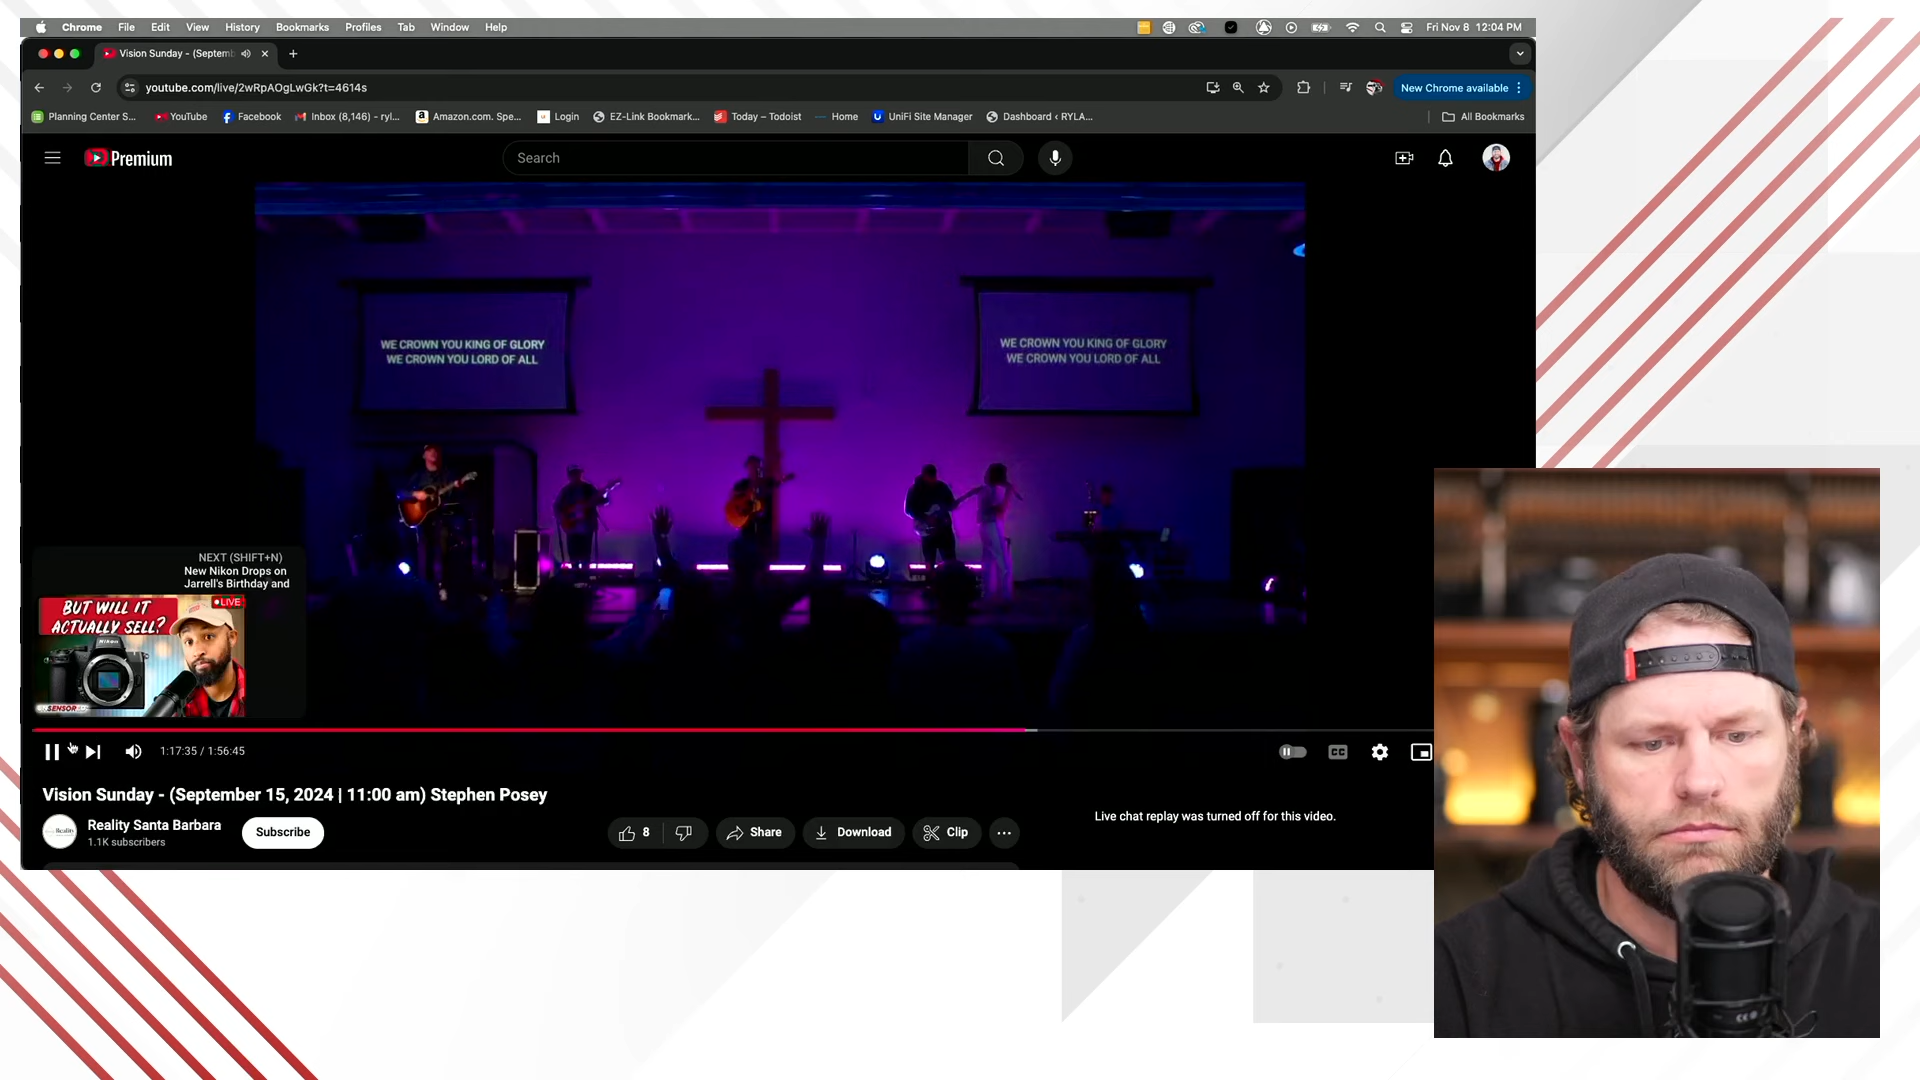 Chrome File Edit View History Bookmarks Profiles Tab Window Help
Fri Nov 8 12:04 PM
Vision Sunday - (Septemb
youtube.com/live/2wRpAOgLwGk?t=4614s
New Chrome available
Planning Center S...
YouTube
Facebook
Inbox (8,146) - ryl...
Amazon.com. Spe...
Login
EZ-Link Bookmark...
Today – Todoist
Home
UniFi Site Manager
Dashboard ‹ RYLA...
All Bookmarks
Premium
Search
WE CROWN YOU KING OF GLORY
WE CROWN YOU LORD OF ALL
WE CROWN YOU KING OF GLORY
WE CROWN YOU LORD OF ALL
NEXT (SHIFT+N)
New Nikon Drops on
Jarrell's Birthday and
BUT WILL IT
ACTUALLY SELL?
LIVE
Nikon
1:17:35 / 1:56:45
CC
Vision Sunday - (September 15, 2024 | 11:00 am) Stephen Posey
Reality Santa Barbara
1.1K subscribers
Subscribe
8
Share
Download
Clip
Live chat replay was turned off for this video.